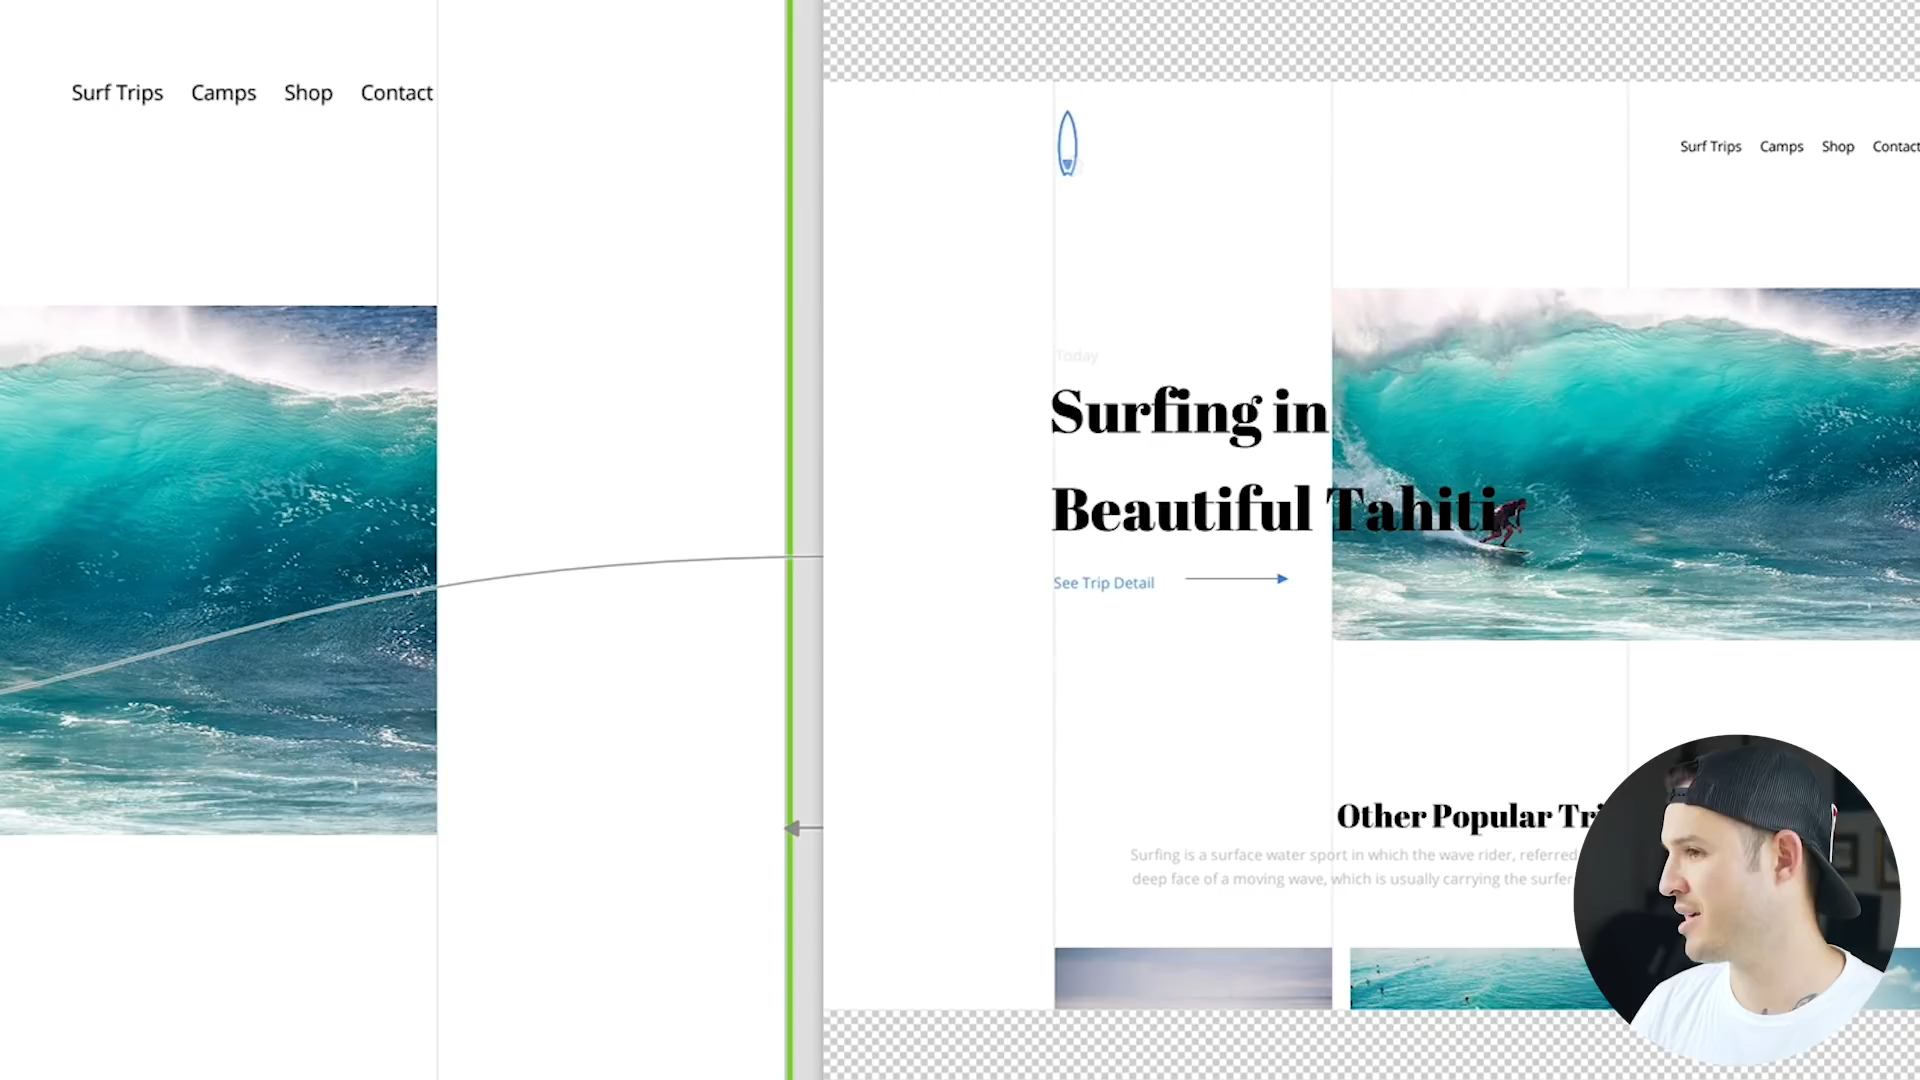 Surf Trips Camps Shop Contact
Surf Trips Camps Shop Contact
Today
Surfing in
Beautiful Tahiti
See Trip Detail
Other Popular Tri
Surfing is a surface water sport in which the wave rider, referred
deep face of a moving wave, which is usually carrying the surfer